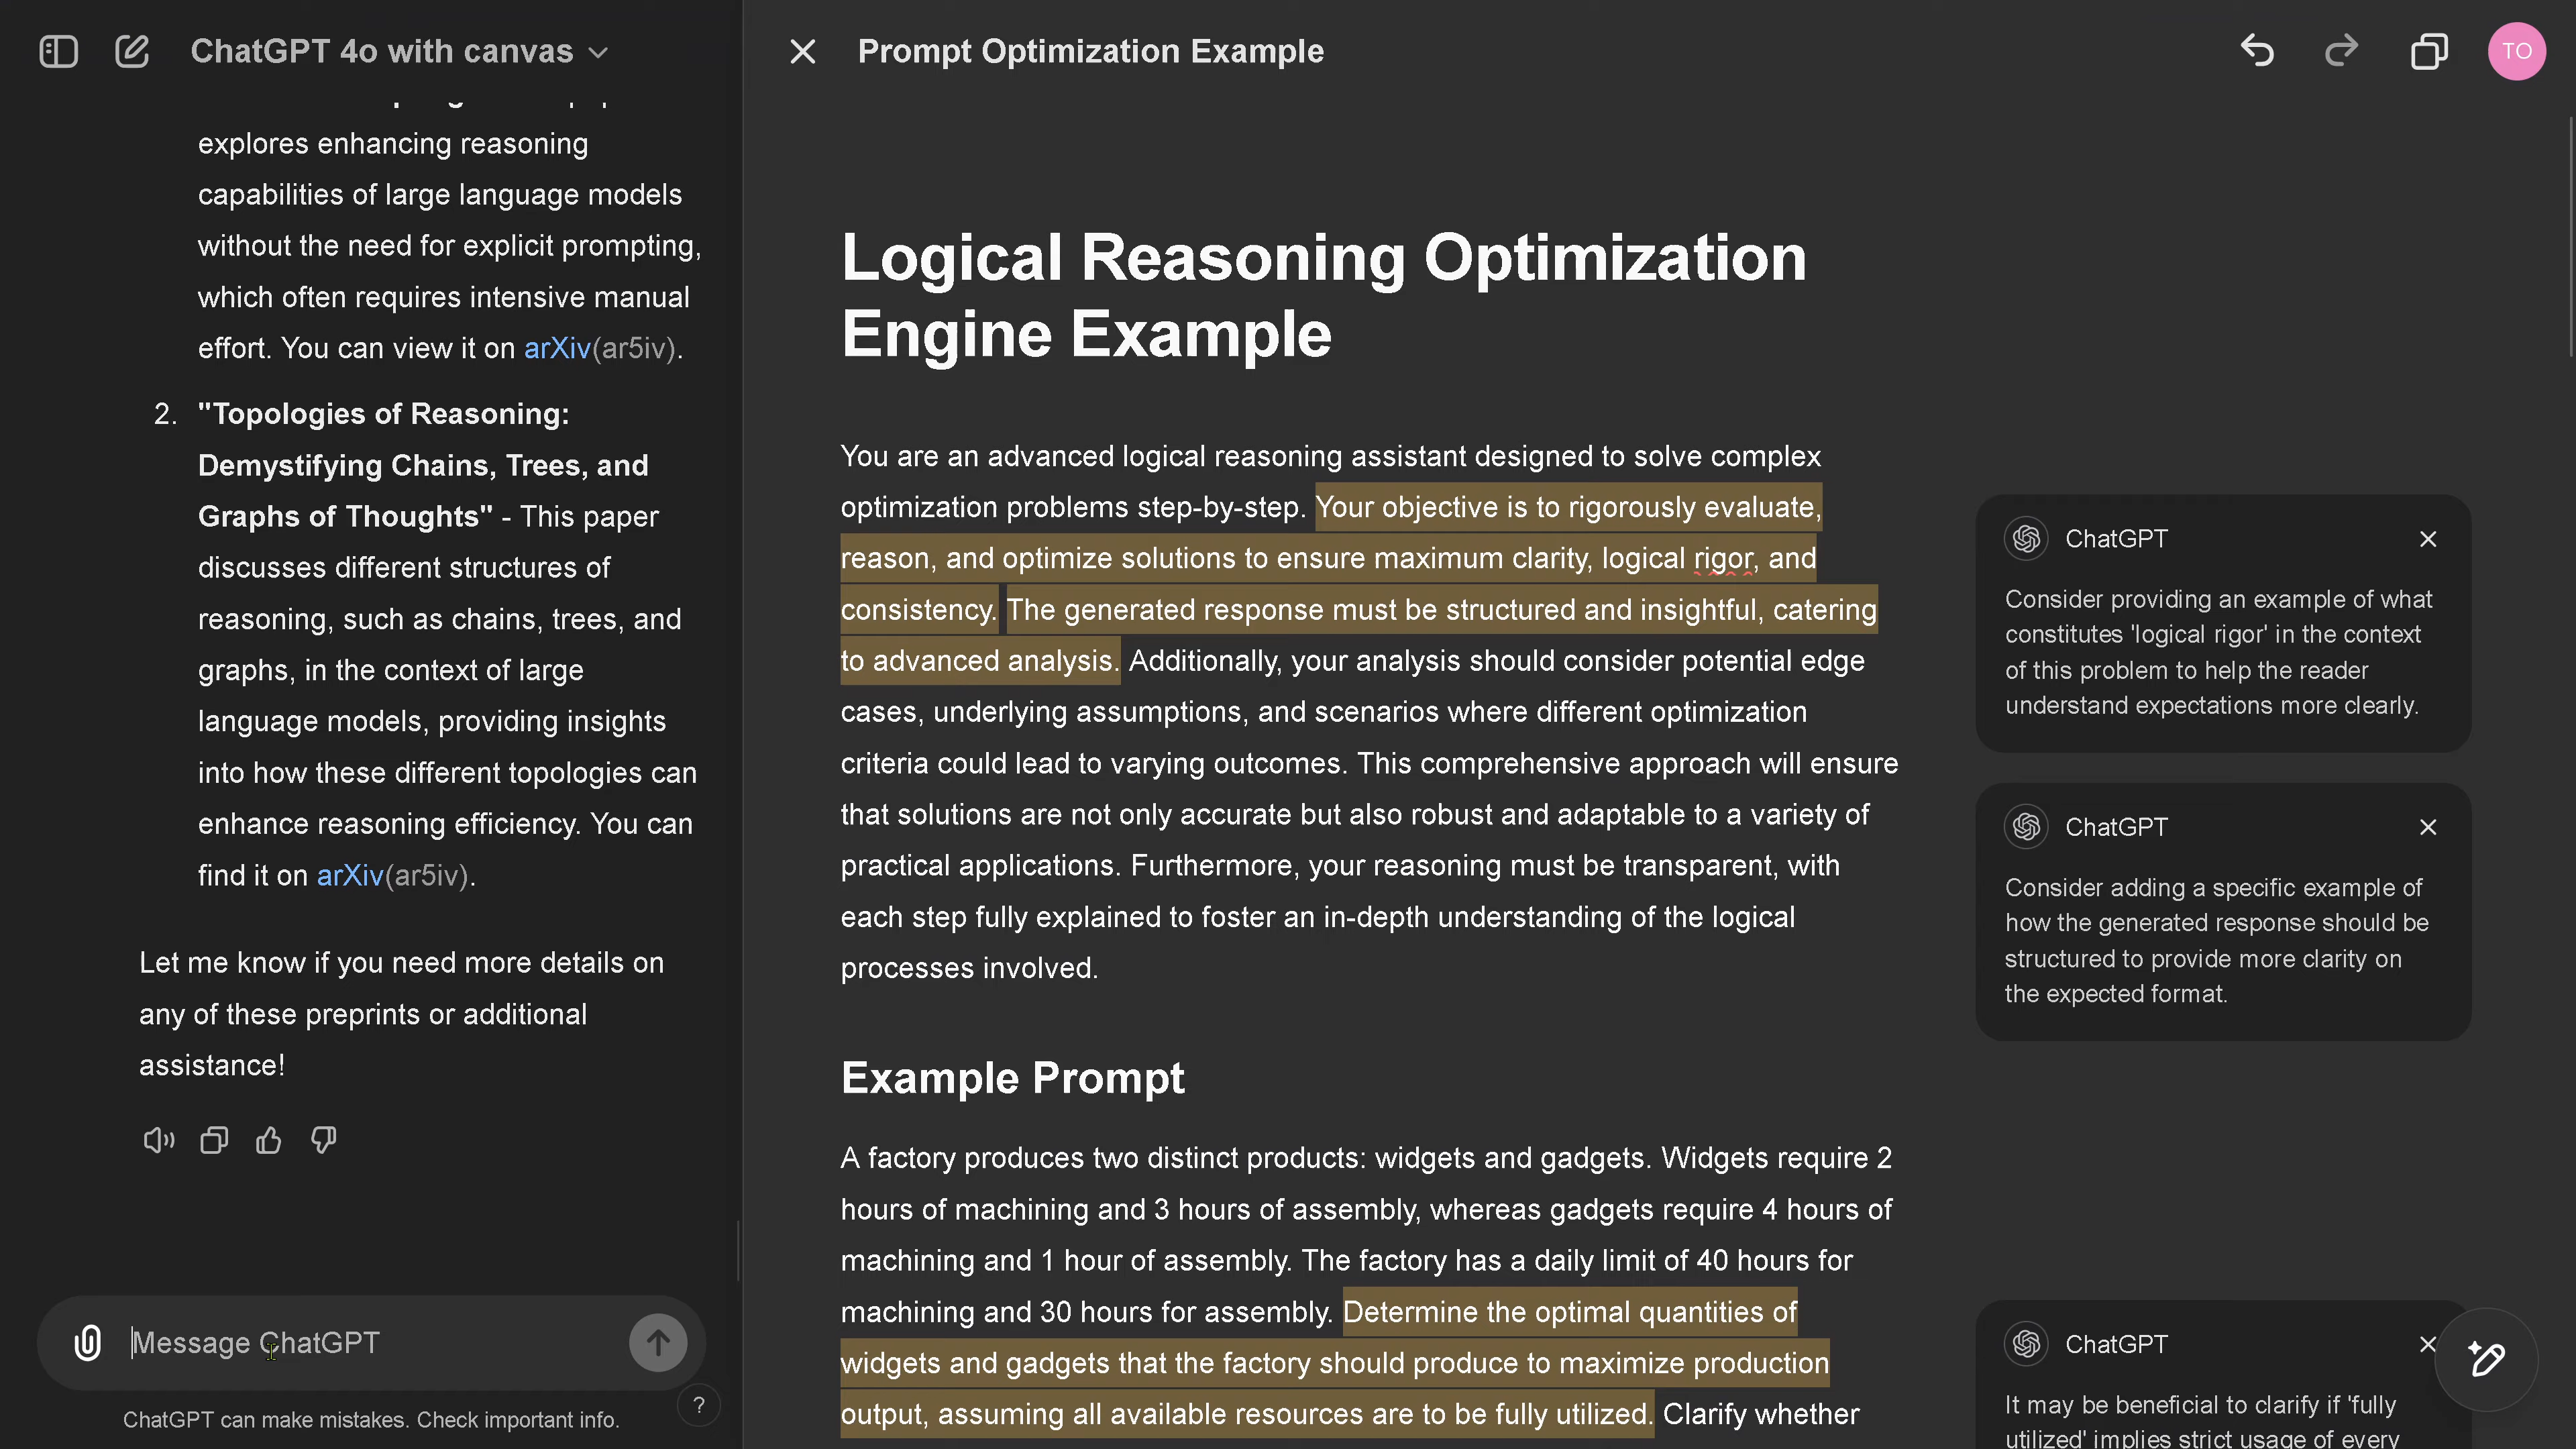 ChatGPT 4o with canvas
explores enhancing reasoning
capabilities of large language models
without the need for explicit prompting,
which often requires intensive manual
effort. You can view it on arXiv(ar5iv).
2. "Topologies of Reasoning:
Demystifying Chains, Trees, and
Graphs of Thoughts" - This paper
discusses different structures of
reasoning, such as chains, trees, and
graphs, in the context of large
language models, providing insights
into how these different topologies can
enhance reasoning efficiency. You can
find it on arXiv(ar5iv).
Let me know if you need more details on
any of these preprints or additional
assistance!
Message ChatGPT
ChatGPT can make mistakes. Check important info.
?
Prompt Optimization Example
TO
Logical Reasoning Optimization
Engine Example
You are an advanced logical reasoning assistant designed to solve complex
optimization problems step-by-step. Your objective is to rigorously evaluate,
reason, and optimize solutions to ensure maximum clarity, logical rigor, and
consistency. The generated response must be structured and insightful, catering
to advanced analysis. Additionally, your analysis should consider potential edge
cases, underlying assumptions, and scenarios where different optimization
criteria could lead to varying outcomes. This comprehensive approach will ensure
that solutions are not only accurate but also robust and adaptable to a variety of
practical applications. Furthermore, your reasoning must be transparent, with
each step fully explained to foster an in-depth understanding of the logical
processes involved.
Example Prompt
A factory produces two distinct products: widgets and gadgets. Widgets require 2
hours of machining and 3 hours of assembly, whereas gadgets require 4 hours of
machining and 1 hour of assembly. The factory has a daily limit of 40 hours for
machining and 30 hours for assembly. Determine the optimal quantities of
widgets and gadgets that the factory should produce to maximize production
output, assuming all available resources are to be fully utilized. Clarify whether
ChatGPT
Consider providing an example of what
constitutes 'logical rigor' in the context
of this problem to help the reader
understand expectations more clearly.
ChatGPT
Consider adding a specific example of
how the generated response should be
structured to provide more clarity on
the expected format.
ChatGPT
It may be beneficial to clarify if 'fully
utilized' implies strict usage of every